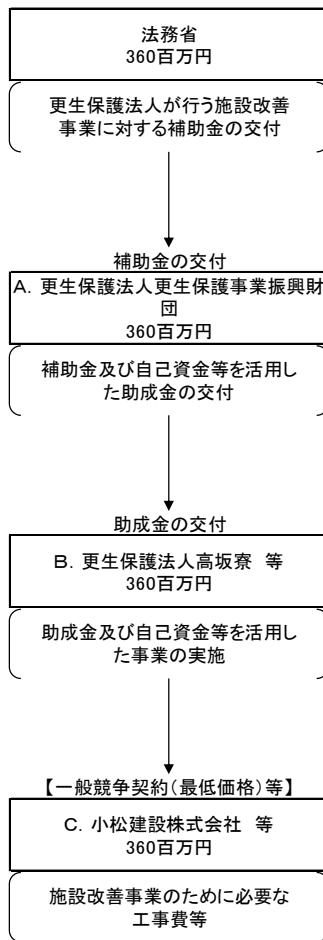 法務省
360百万円
更生保護法人が行う施設改善
事業に対する補助金の交付
補助金の交付
A．更生保護法人更生保護事業振興財
団
360百万円
補助金及び自己資金等を活用し
た助成金の交付
助成金の交付
B．更生保護法人高坂寮　等
360百万円
助成金及び自己資金等を活用し
た事業の実施
【一般競争契約（最低価格）等】
C．小松建設株式会社　等
360百万円
施設改善事業のために必要な
工事費等